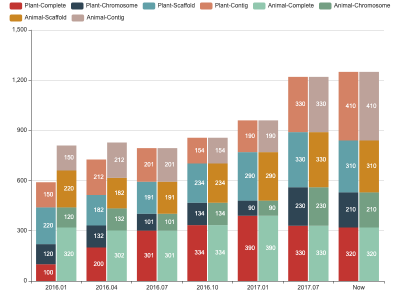 Plant-Complete Plant-Chromosome Plant-Scaffold Plant-Contig Animal-Complete Animal-Chromosome
Animal-Scaffold Animal-Contig
1,500
1,200
900
600
300
0
150 220 120 100
150 220 120 320
212 182 132 200
212 182 132 302
201 191 101 301
201 191 101 301
154 234 134 334
154 234 134 334
190 290 90 390
190 290 90 390
330 330 230 330
330 330 230 330
410 310 210 320
410 310 210 320
2016.01 2016.04 2016.07 2016.10 2017.01 2017.07 Now